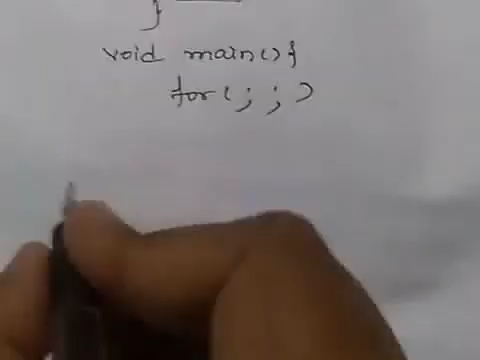 }
void main() {
for( ; ; )